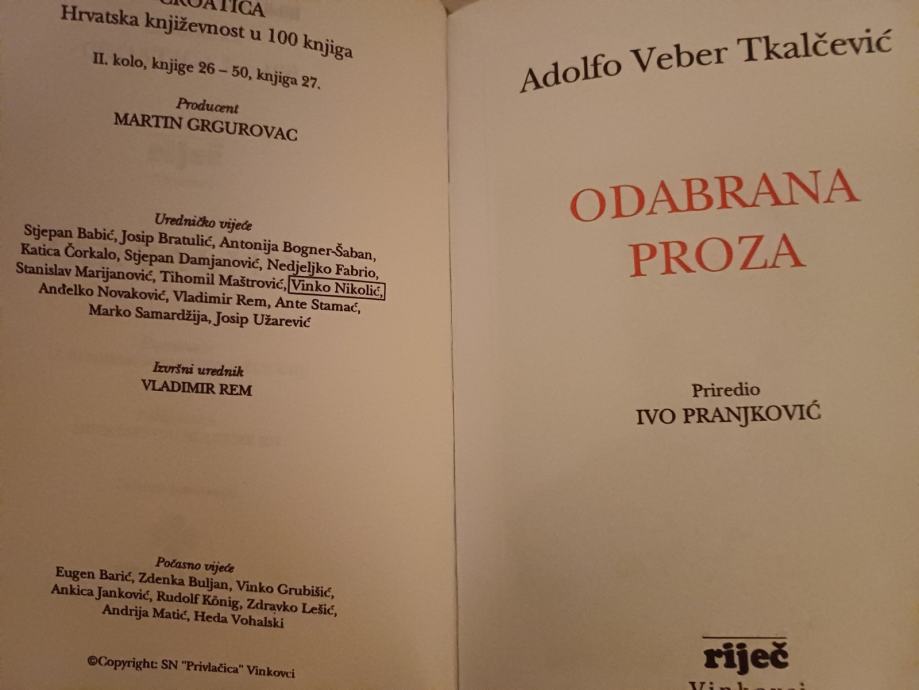 CROATICA
Hrvatska književnost u 100 knjiga
II. kolo, knjige 26 – 50, knjiga 27.
Producent
MARTIN GRGUROVAC
Uredničko vijeće
Stjepan Babić, Josip Bratulić, Antonija Bogner-Šaban,
Katica Čorkalo, Stjepan Damjanović, Nedjeljko Fabrio,
Stanislav Marijanović, Tihomil Maštrović, Vinko Nikolić,
Anđelko Novaković, Vladimir Rem, Ante Stamać,
Marko Samardžija, Josip Užarević
Izvršni urednik
VLADIMIR REM
Počasno vijeće
Eugen Barić, Zdenka Buljan, Vinko Grubišić,
Ankica Janković, Rudolf König, Zdravko Lešić,
Andrija Matić, Heda Vohalski
©Copyright: SN "Privlačica" Vinkovci
Adolfo Veber Tkalčević
ODABRANA
PROZA
Priredio
IVO PRANJKOVIĆ
riječ
Vinkovci